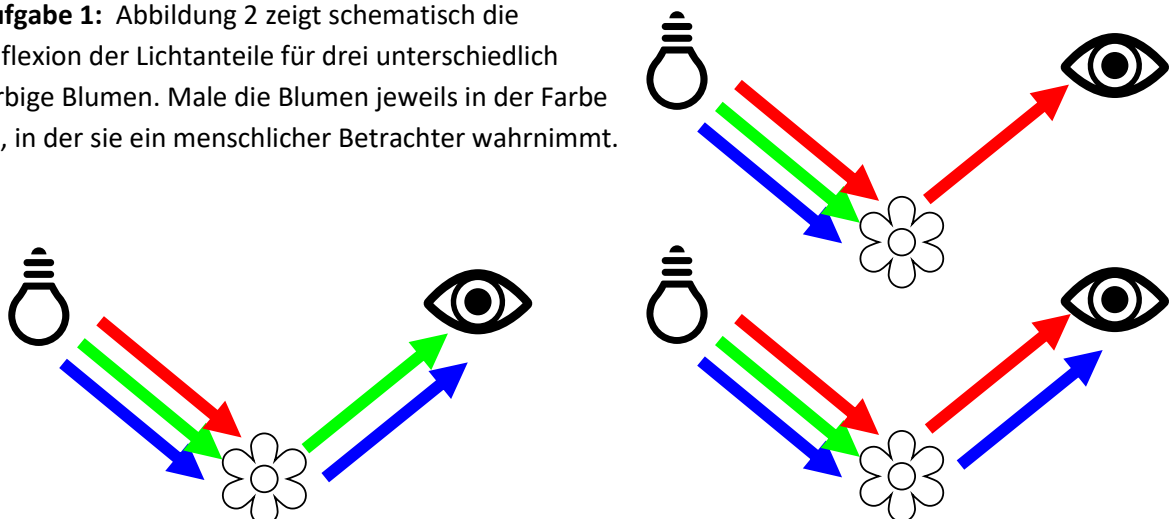 ufgabe 1: Abbildung 2 zeigt schematisch die
flexion der Lichtanteile für drei unterschiedlich
rbige Blumen. Male die Blumen jeweils in der Farbe
, in der sie ein menschlicher Betrachter wahrnimmt.